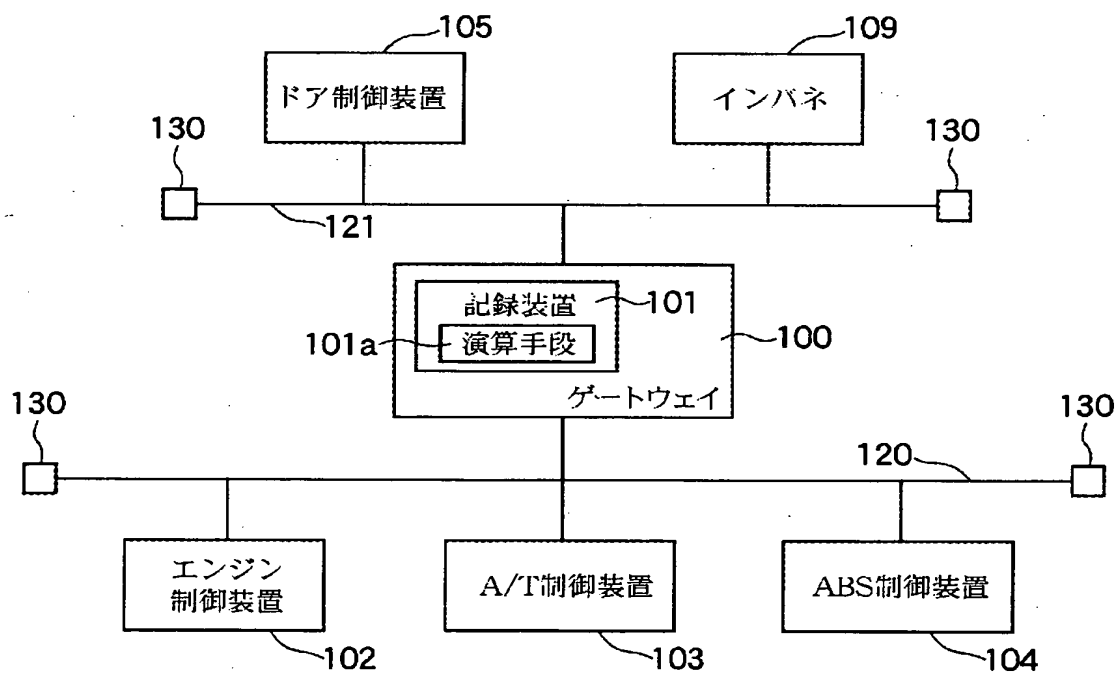 105
109
ドア制御装置
インバネ
130
130
121
記録装置
101
101a
演算手段
100
ゲートウェイ
130
130
120
エンジン
制御装置
A/T制御装置
ABS制御装置
102
103
104